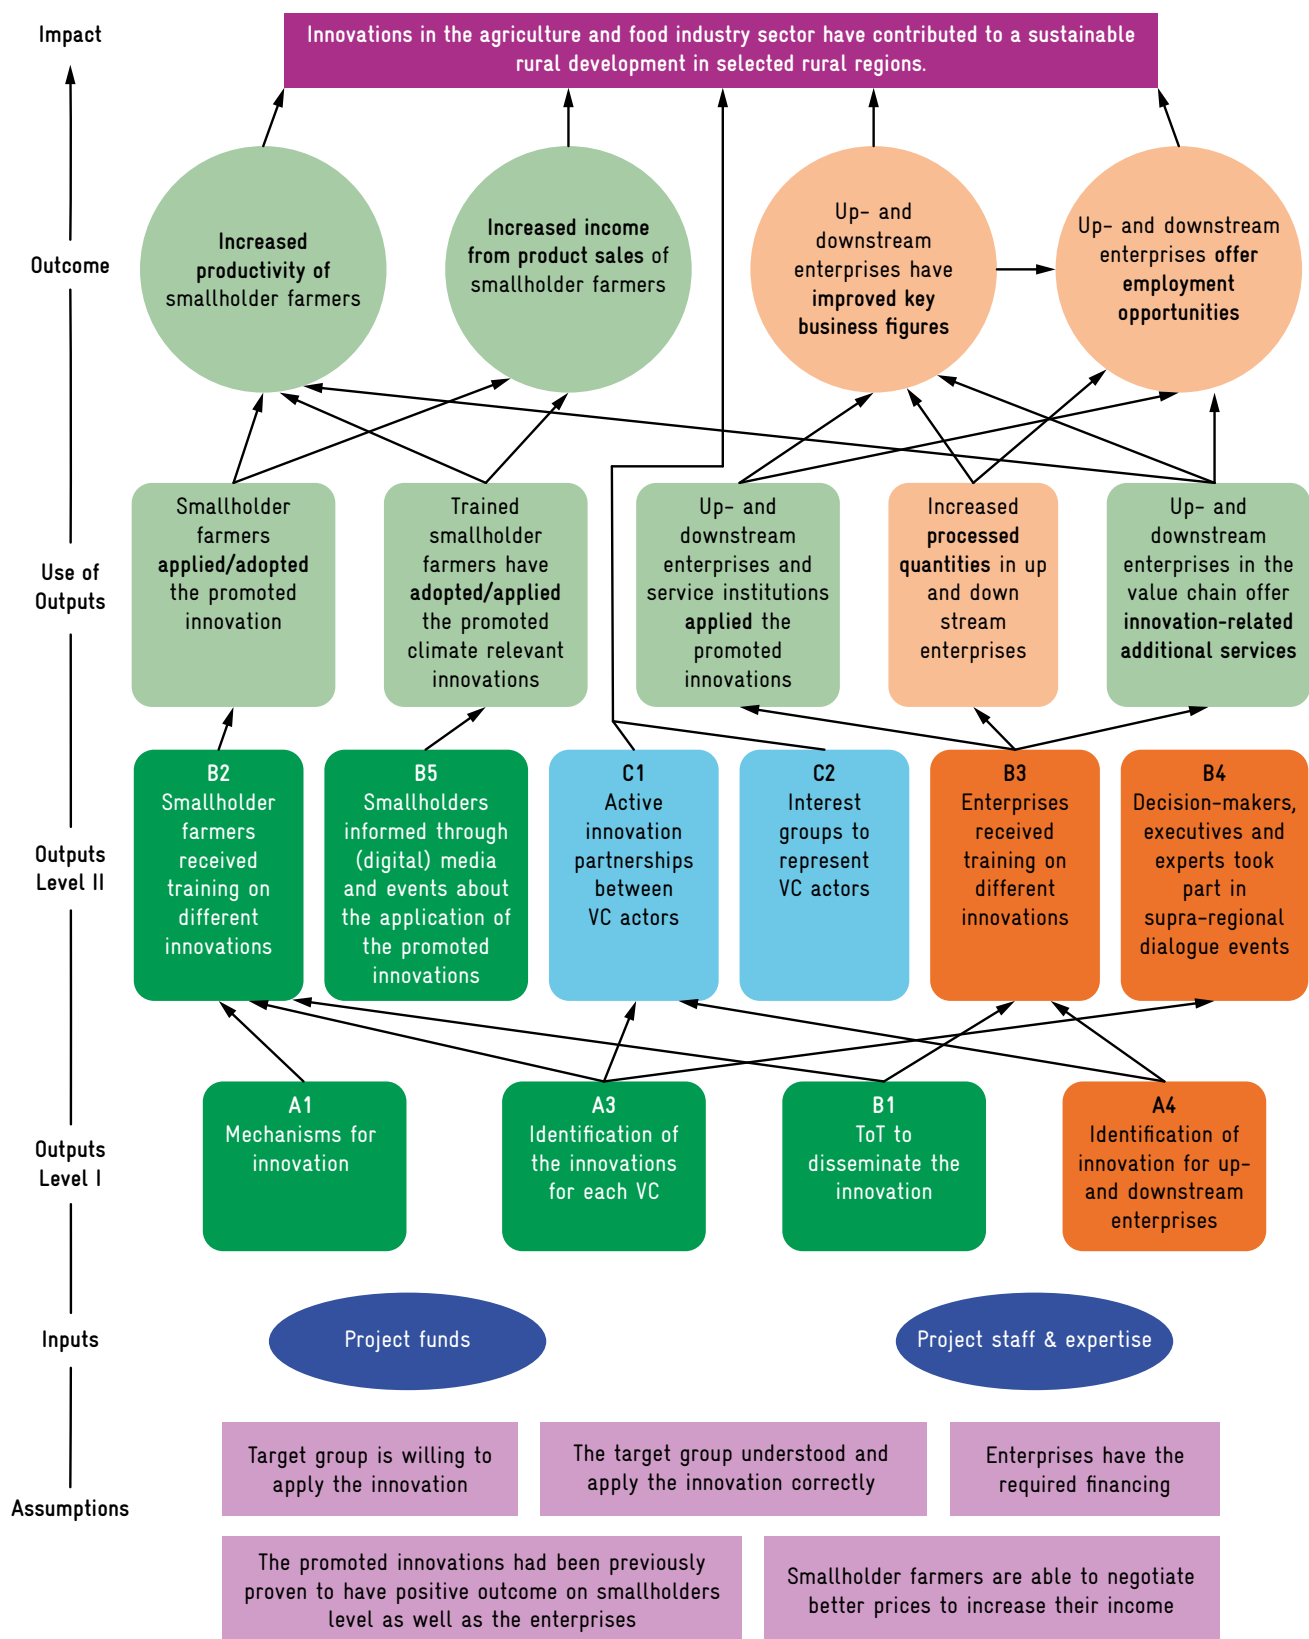 Impact
Innovations in the agriculture and food industry sector have contributed to a sustainable
rural development in selected rural regions.
Outcome
Increased
productivity of
smallholder farmers
Increased income
from product sales of
smallholder farmers
Up- and
downstream
enterprises have
improved key
business figures
Up- and downstream
enterprises offer
employment
opportunities
Use of
Outputs
Smallholder
farmers
applied/adopted
the promoted
innovation
Trained
smallholder
farmers have
adopted/applied
the promoted
climate relevant
innovations
Up- and
downstream
enterprises and
service institutions
applied the
promoted
innovations
Increased
processed
quantities in up
and down
stream
enterprises
Up- and
downstream
enterprises in the
value chain offer
innovation-related
additional services
Outputs
Level II
B2
Smallholder
farmers
received
training on
different
innovations
B5
Smallholders
informed through
(digital) media
and events about
the application of
the promoted
innovations
C1
Active
innovation
partnerships
between
VC actors
C2
Interest
groups to
represent
VC actors
B3
Enterprises
received
training on
different
innovations
B4
Decision-makers,
executives and
experts took
part in
supra-regional
dialogue events
Outputs
Level I
A1
Mechanisms for
innovation
A3
Identification of
the innovations
for each VC
B1
ToT to
disseminate the
innovation
A4
Identification of
innovation for up-
and downstream
enterprises
Inputs
Project funds
Project staff & expertise
Assumptions
Target group is willing to
apply the innovation
The target group understood and
apply the innovation correctly
Enterprises have the
required financing
The promoted innovations had been previously
proven to have positive outcome on smallholders
level as well as the enterprises
Smallholder farmers are able to negotiate
better prices to increase their income